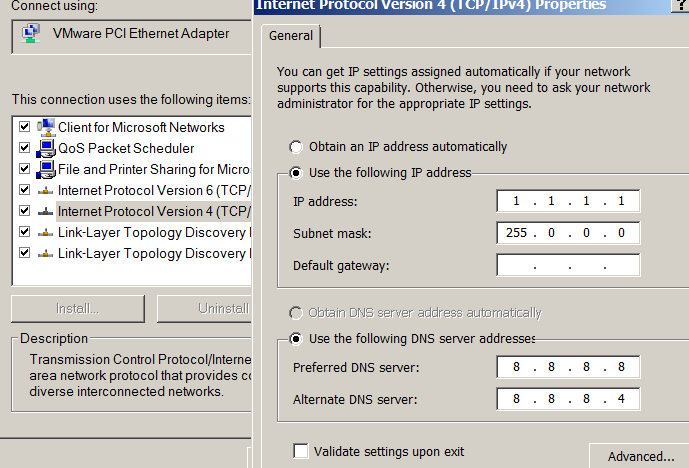 Connect using:
VMware PCI Ethernet Adapter
This connection uses the following items:
Client for Microsoft Networks
QoS Packet Scheduler
File and Printer Sharing for Micro
Internet Protocol Version 6 (TCP/
Internet Protocol Version 4 (TCP/
Link-Layer Topology Discovery
Link-Layer Topology Discovery
Install...
Uninstall
Description
Transmission Control Protocol/Interne
area network protocol that provides co
diverse interconnected networks.
Internet Protocol Version 4 (TCP/IPv4) Properties
?
General
You can get IP settings assigned automatically if your network
supports this capability. Otherwise, you need to ask your network
administrator for the appropriate IP settings.
Obtain an IP address automatically
Use the following IP address
IP address: 1 . 1 . 1 . 1
Subnet mask: 255 . 0 . 0 . 0
Default gateway: . . .
Obtain DNS server address automatically
Use the following DNS server addresses
Preferred DNS server: 8 . 8 . 8 . 8
Alternate DNS server: 8 . 8 . 8 . 4
Validate settings upon exit
Advanced...